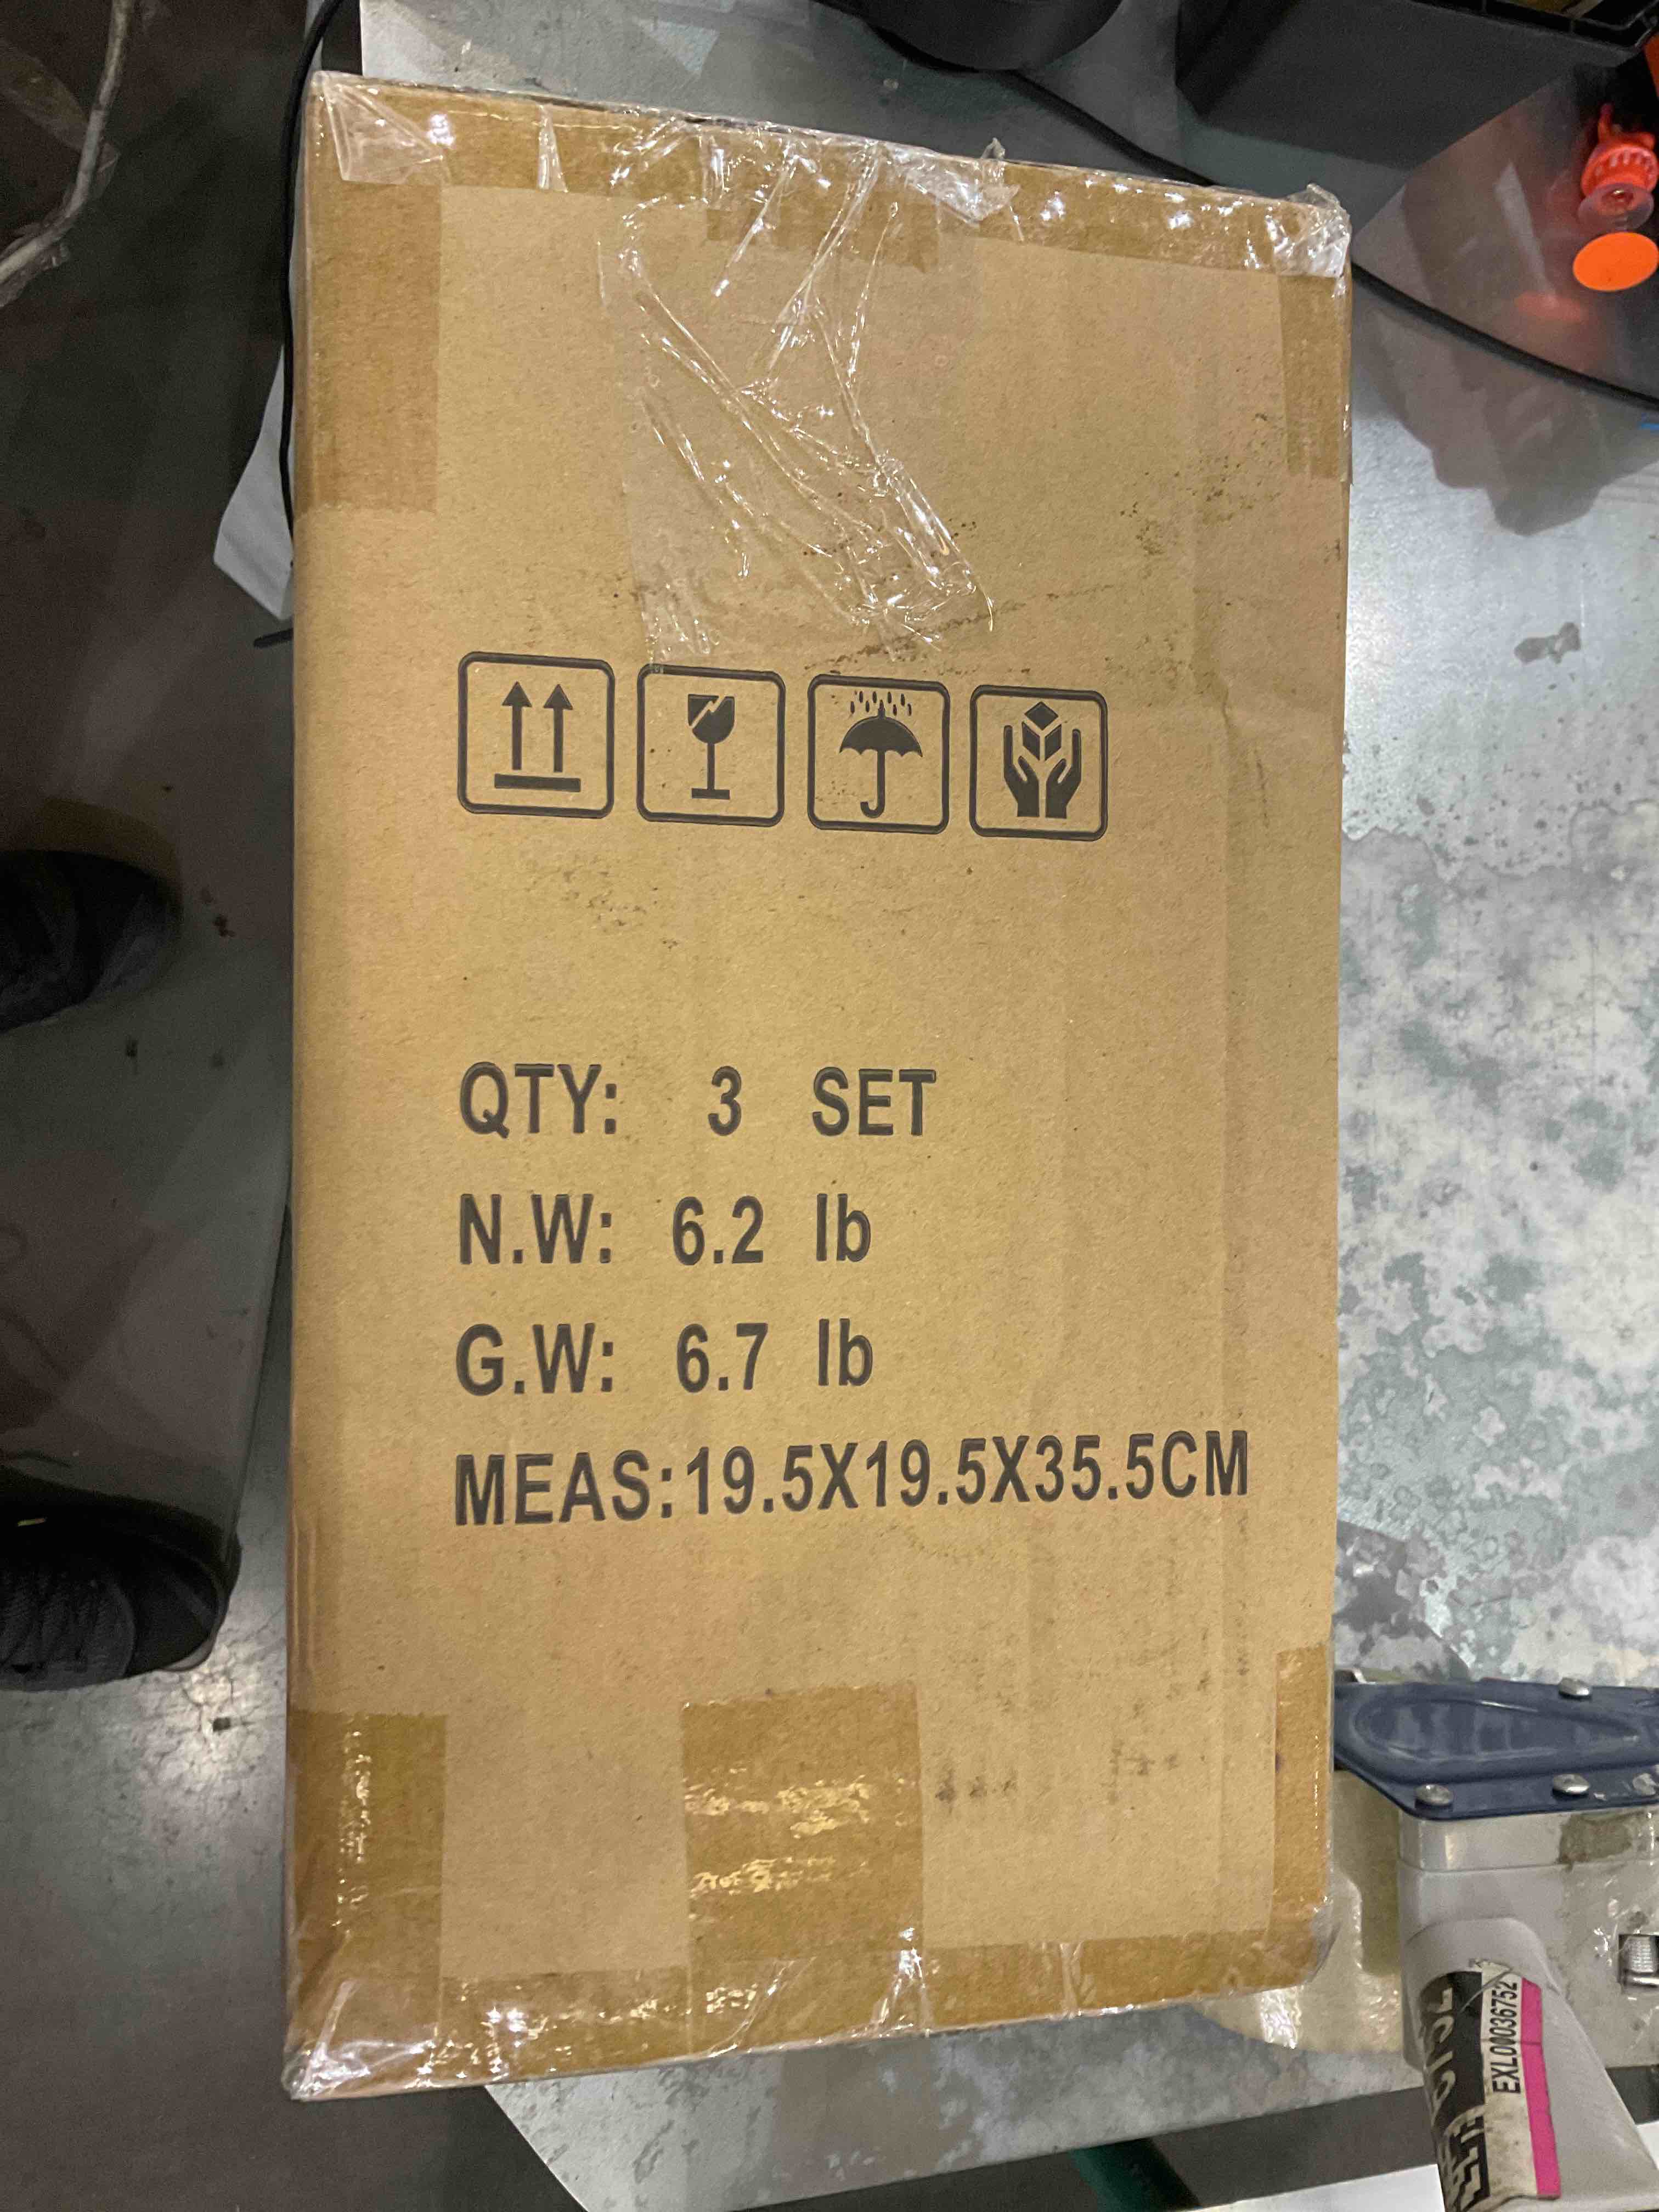 QTY: 3 SET
N.W: 6.2 lb
G.W: 6.7 lb
MEAS:19.5X19.5X35.5CM
EXL00036752